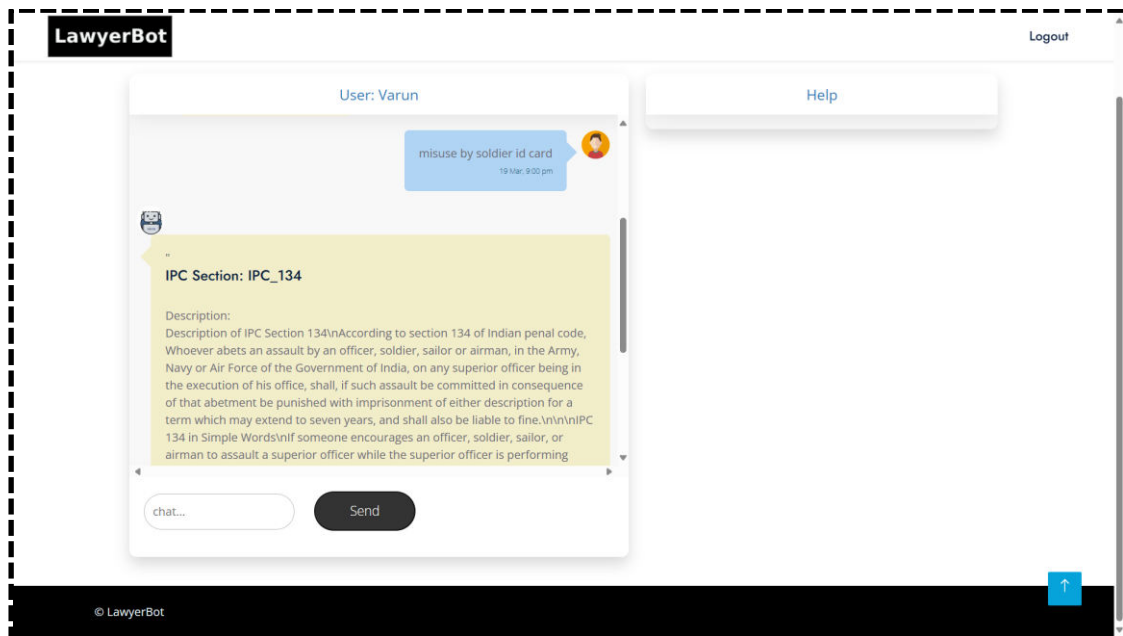 LawyerBot
Logout
User: Varun
Help
misuse by soldier id card
19 Mar, 9:00 pm
"
IPC Section: IPC_134
Description:
Description of IPC Section 134\nAccording to section 134 of Indian penal code,
Whoever abets an assault by an officer, soldier, sailor or airman, in the Army,
Navy or Air Force of the Government of India, on any superior officer being in
the execution of his office, shall, if such assault be committed in consequence
of that abetment be punished with imprisonment of either description for a
term which may extend to seven years, and shall also be liable to fine.\n\n\nIPC
134 in Simple Words\nIf someone encourages an officer, soldier, sailor, or
airman to assault a superior officer while the superior officer is performing
chat...
Send
© LawyerBot